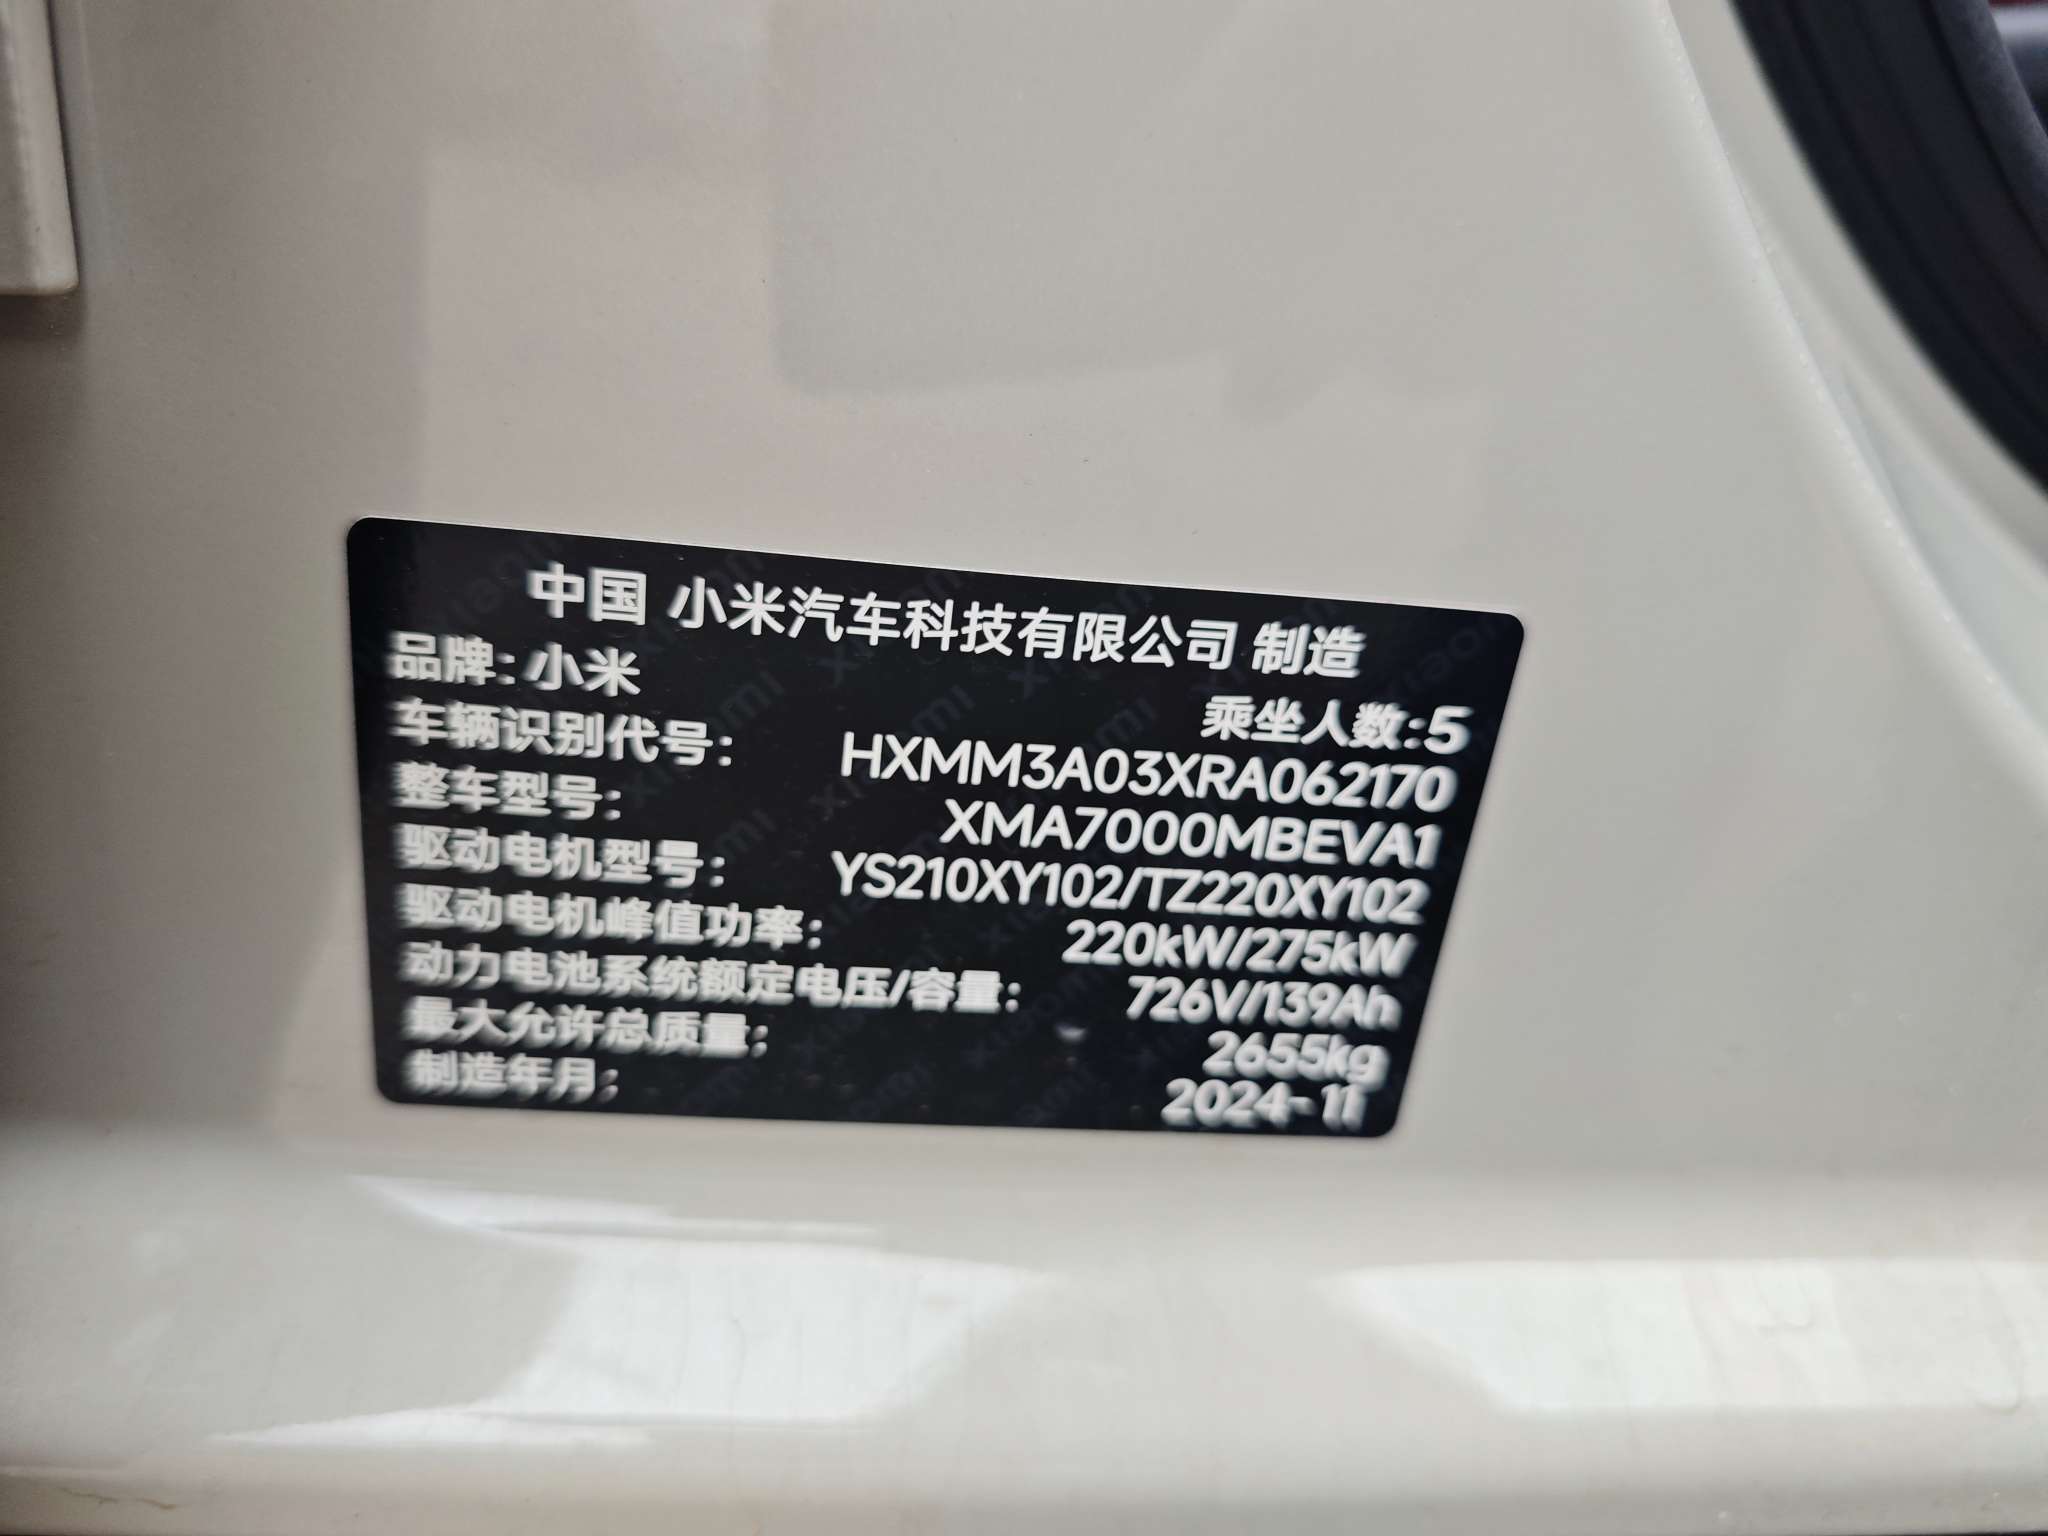 中国 小米汽车科技有限公司 制造
品牌:小米
乘坐人数:5
车辆识别代号: HXMM3A03XRA062170
整车型号: XMA7000MBEVA1
驱动电机型号: YS210XY102/TZ220XY102
驱动电机峰值功率: 220kW/275kW
动力电池系统额定电压/容量: 726V/139Ah
最大允许总质量: 2655kg
制造年月: 2024-11